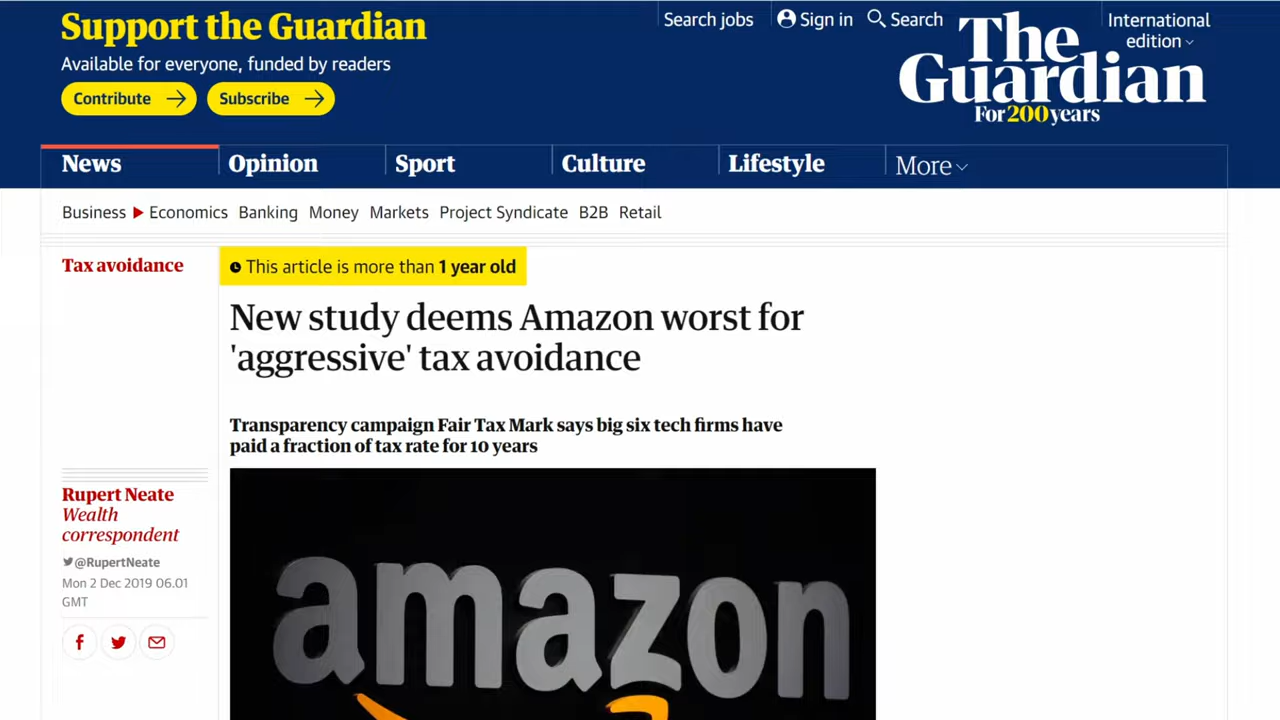 Support the Guardian
Available for everyone, funded by readers
Contribute
Subscribe
Search jobs
Sign in
Search
International
edition
The
Guardian
For 200 years
News
Opinion
Sport
Culture
Lifestyle
More
Business
Economics
Banking
Money
Markets
Project Syndicate
B2B
Retail
Tax avoidance
This article is more than 1 year old
New study deems Amazon worst for
'aggressive' tax avoidance
Transparency campaign Fair Tax Mark says big six tech firms have
paid a fraction of tax rate for 10 years
Rupert Neate
Wealth
correspondent
@RupertNeate
Mon 2 Dec 2019 06.01
GMT
amazon